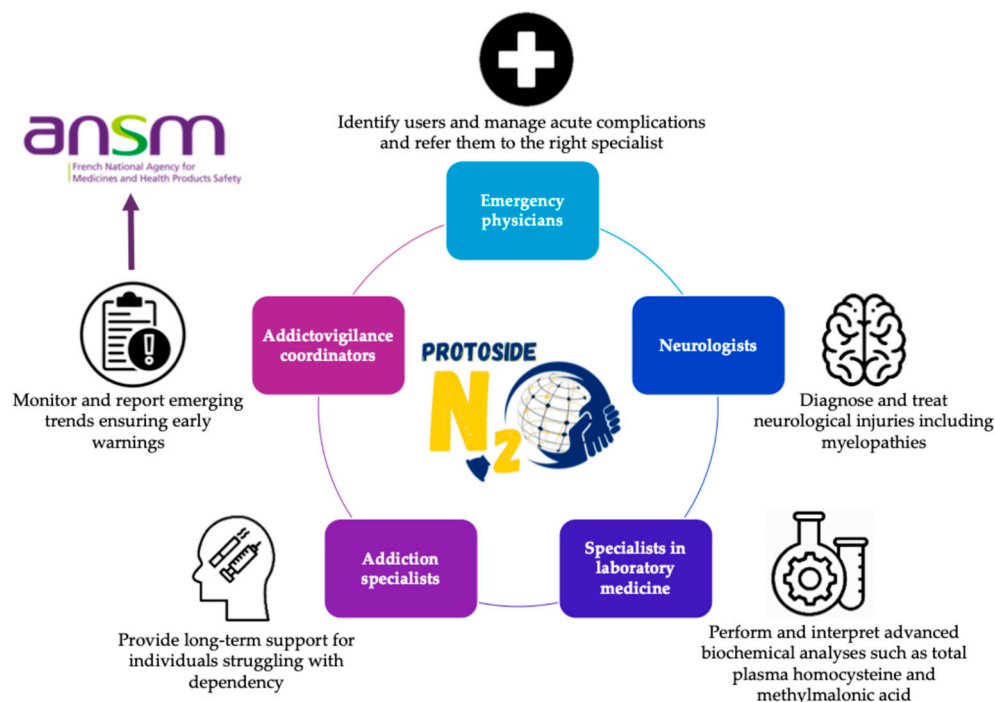 Identify users and manage acute complications
and refer them to the right specialist
ansm
French National Agency for
Medicines and Health Products Safety
Emergency
physicians
Addictovigilance
coordinators
Neurologists
PROTOSIDE
N2O
Monitor and report emerging
trends ensuring early
warnings
Diagnose and treat
neurological injuries including
myelopathies
Addiction
specialists
Specialists in
laboratory
medicine
Provide long-term support for
individuals struggling with
dependency
Perform and interpret advanced
biochemical analyses such as total
plasma homocysteine and
methylmalonic acid